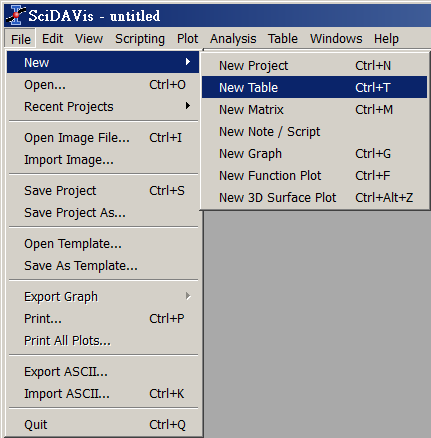 SciDAVis - untitled
File Edit View Scripting Plot Analysis Table Windows Help
New
Open... Ctrl+O
Recent Projects
Open Image File... Ctrl+I
Import Image...
Save Project Ctrl+S
Save Project As...
Open Template...
Save As Template...
Export Graph
Print... Ctrl+P
Print All Plots...
Export ASCII...
Import ASCII... Ctrl+K
Quit Ctrl+Q
New Project Ctrl+N
New Table Ctrl+T
New Matrix Ctrl+M
New Note / Script
New Graph Ctrl+G
New Function Plot Ctrl+F
New 3D Surface Plot Ctrl+Alt+Z